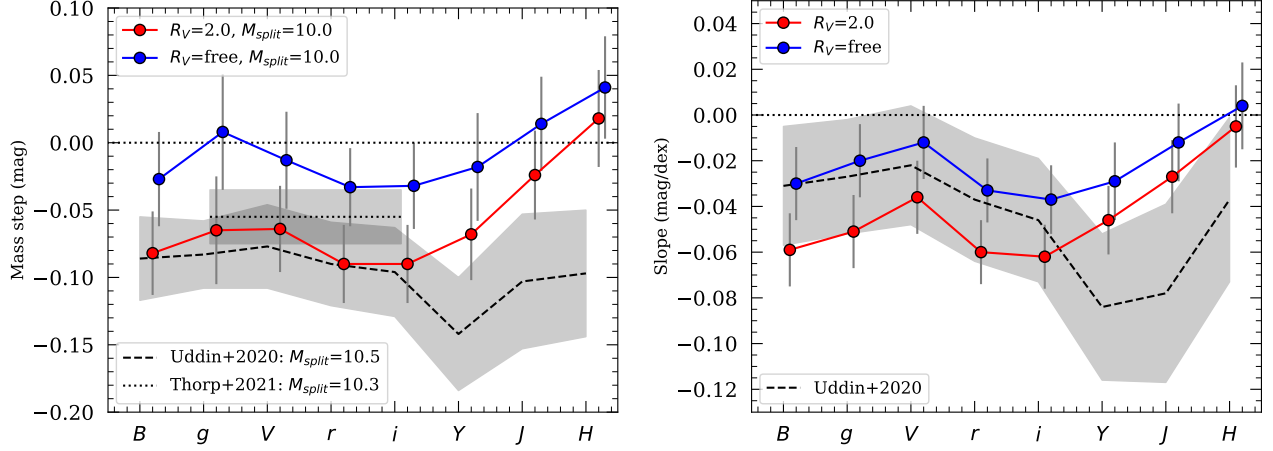 R_V=2.0, M_split=10.0
R_V=free, M_split=10.0
Mass step (mag)
0.10
0.05
0.00
−0.05
−0.10
−0.15
−0.20
Uddin+2020: M_split=10.5
Thorp+2021: M_split=10.3
B g V r i Y J H
R_V=2.0
R_V=free
Slope (mag/dex)
0.04
0.02
0.00
−0.02
−0.04
−0.06
−0.08
−0.10
−0.12
Uddin+2020
B g V r i Y J H